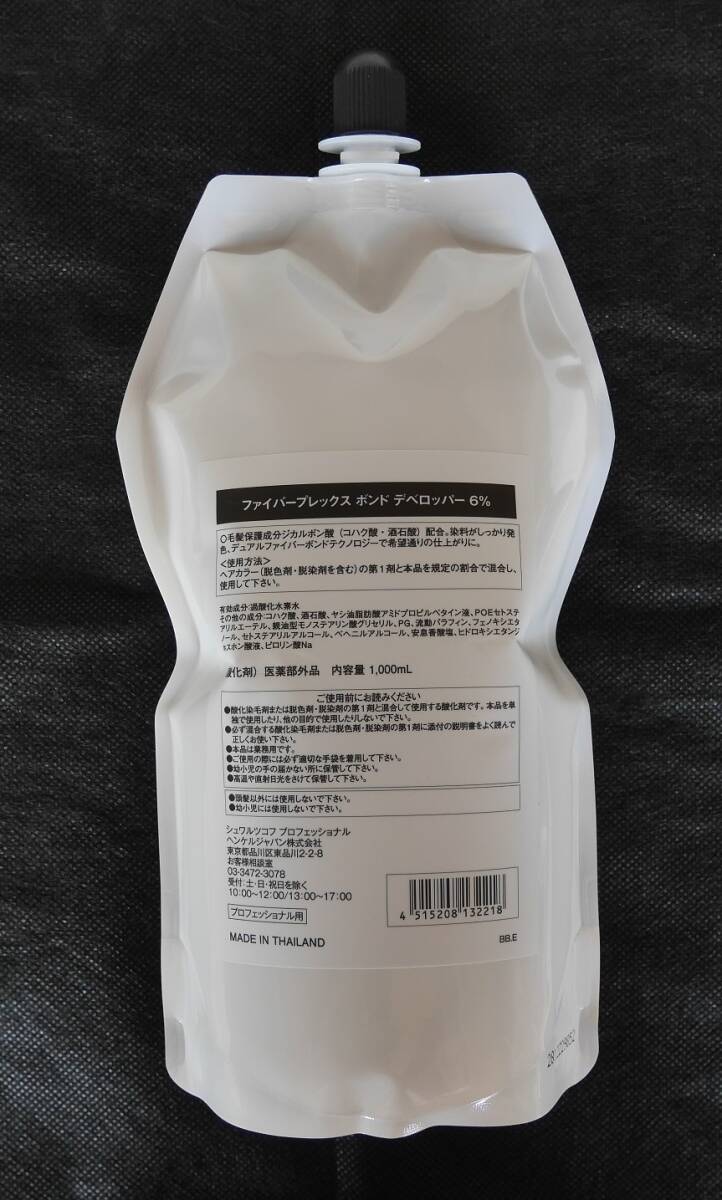 ファイバープレックス ボンド デベロッパー 6%
〇毛髪保護成分ジカルボン酸（コハク酸・酒石酸）配合。染料がしっかり発
色、デュアルファイバーボンドテクノロジーで希望通りの仕上がりに。
＜使用方法＞
ヘアカラー（脱色剤・脱染剤を含む）の第1剤と本品を規定の割合で混合し、
使用して下さい。
有効成分:過酸化水素水
その他の成分:コハク酸、酒石酸、ヤシ油脂肪酸アミドプロピルベタイン液、POEセトステ
アリルエーテル、親油型モノステアリン酸グリセリル、PG、流動パラフィン、フェノキシエタ
ノール、セトステアリルアルコール、ベヘニルアルコール、安息香酸塩、ヒドロキシエタンジ
ホスホン酸液、ピロリン酸Na
酸化剤） 医薬部外品 内容量 1,000mL
ご使用前にお読みください
●酸化染毛剤または脱色剤・脱染剤の第1剤と混合して使用する酸化剤です。本品を単
独で使用したり、他の目的で使用したりしないで下さい。
●必ず混合する酸化染毛剤または脱色剤・脱染剤の第1剤に添付の説明書をよく読んで
正しくお使い下さい。
●本品は業務用です。
●ご使用の際には必ず適切な手袋を着用して下さい。
●幼小児の手の届かない所に保管して下さい。
●高温や直射日光をさけて保管して下さい。
●頭髪以外には使用しないで下さい。
●幼小児には使用しないで下さい。
シュワルツコフ プロフェッショナル
ヘンケルジャパン株式会社
東京都品川区東品川2-2-8
お客様相談室
03-3472-3078
受付:土・日・祝日を除く
10:00～12:00/13:00～17:00
プロフェッショナル用
4 515208 132218
MADE IN THAILAND
BB.E